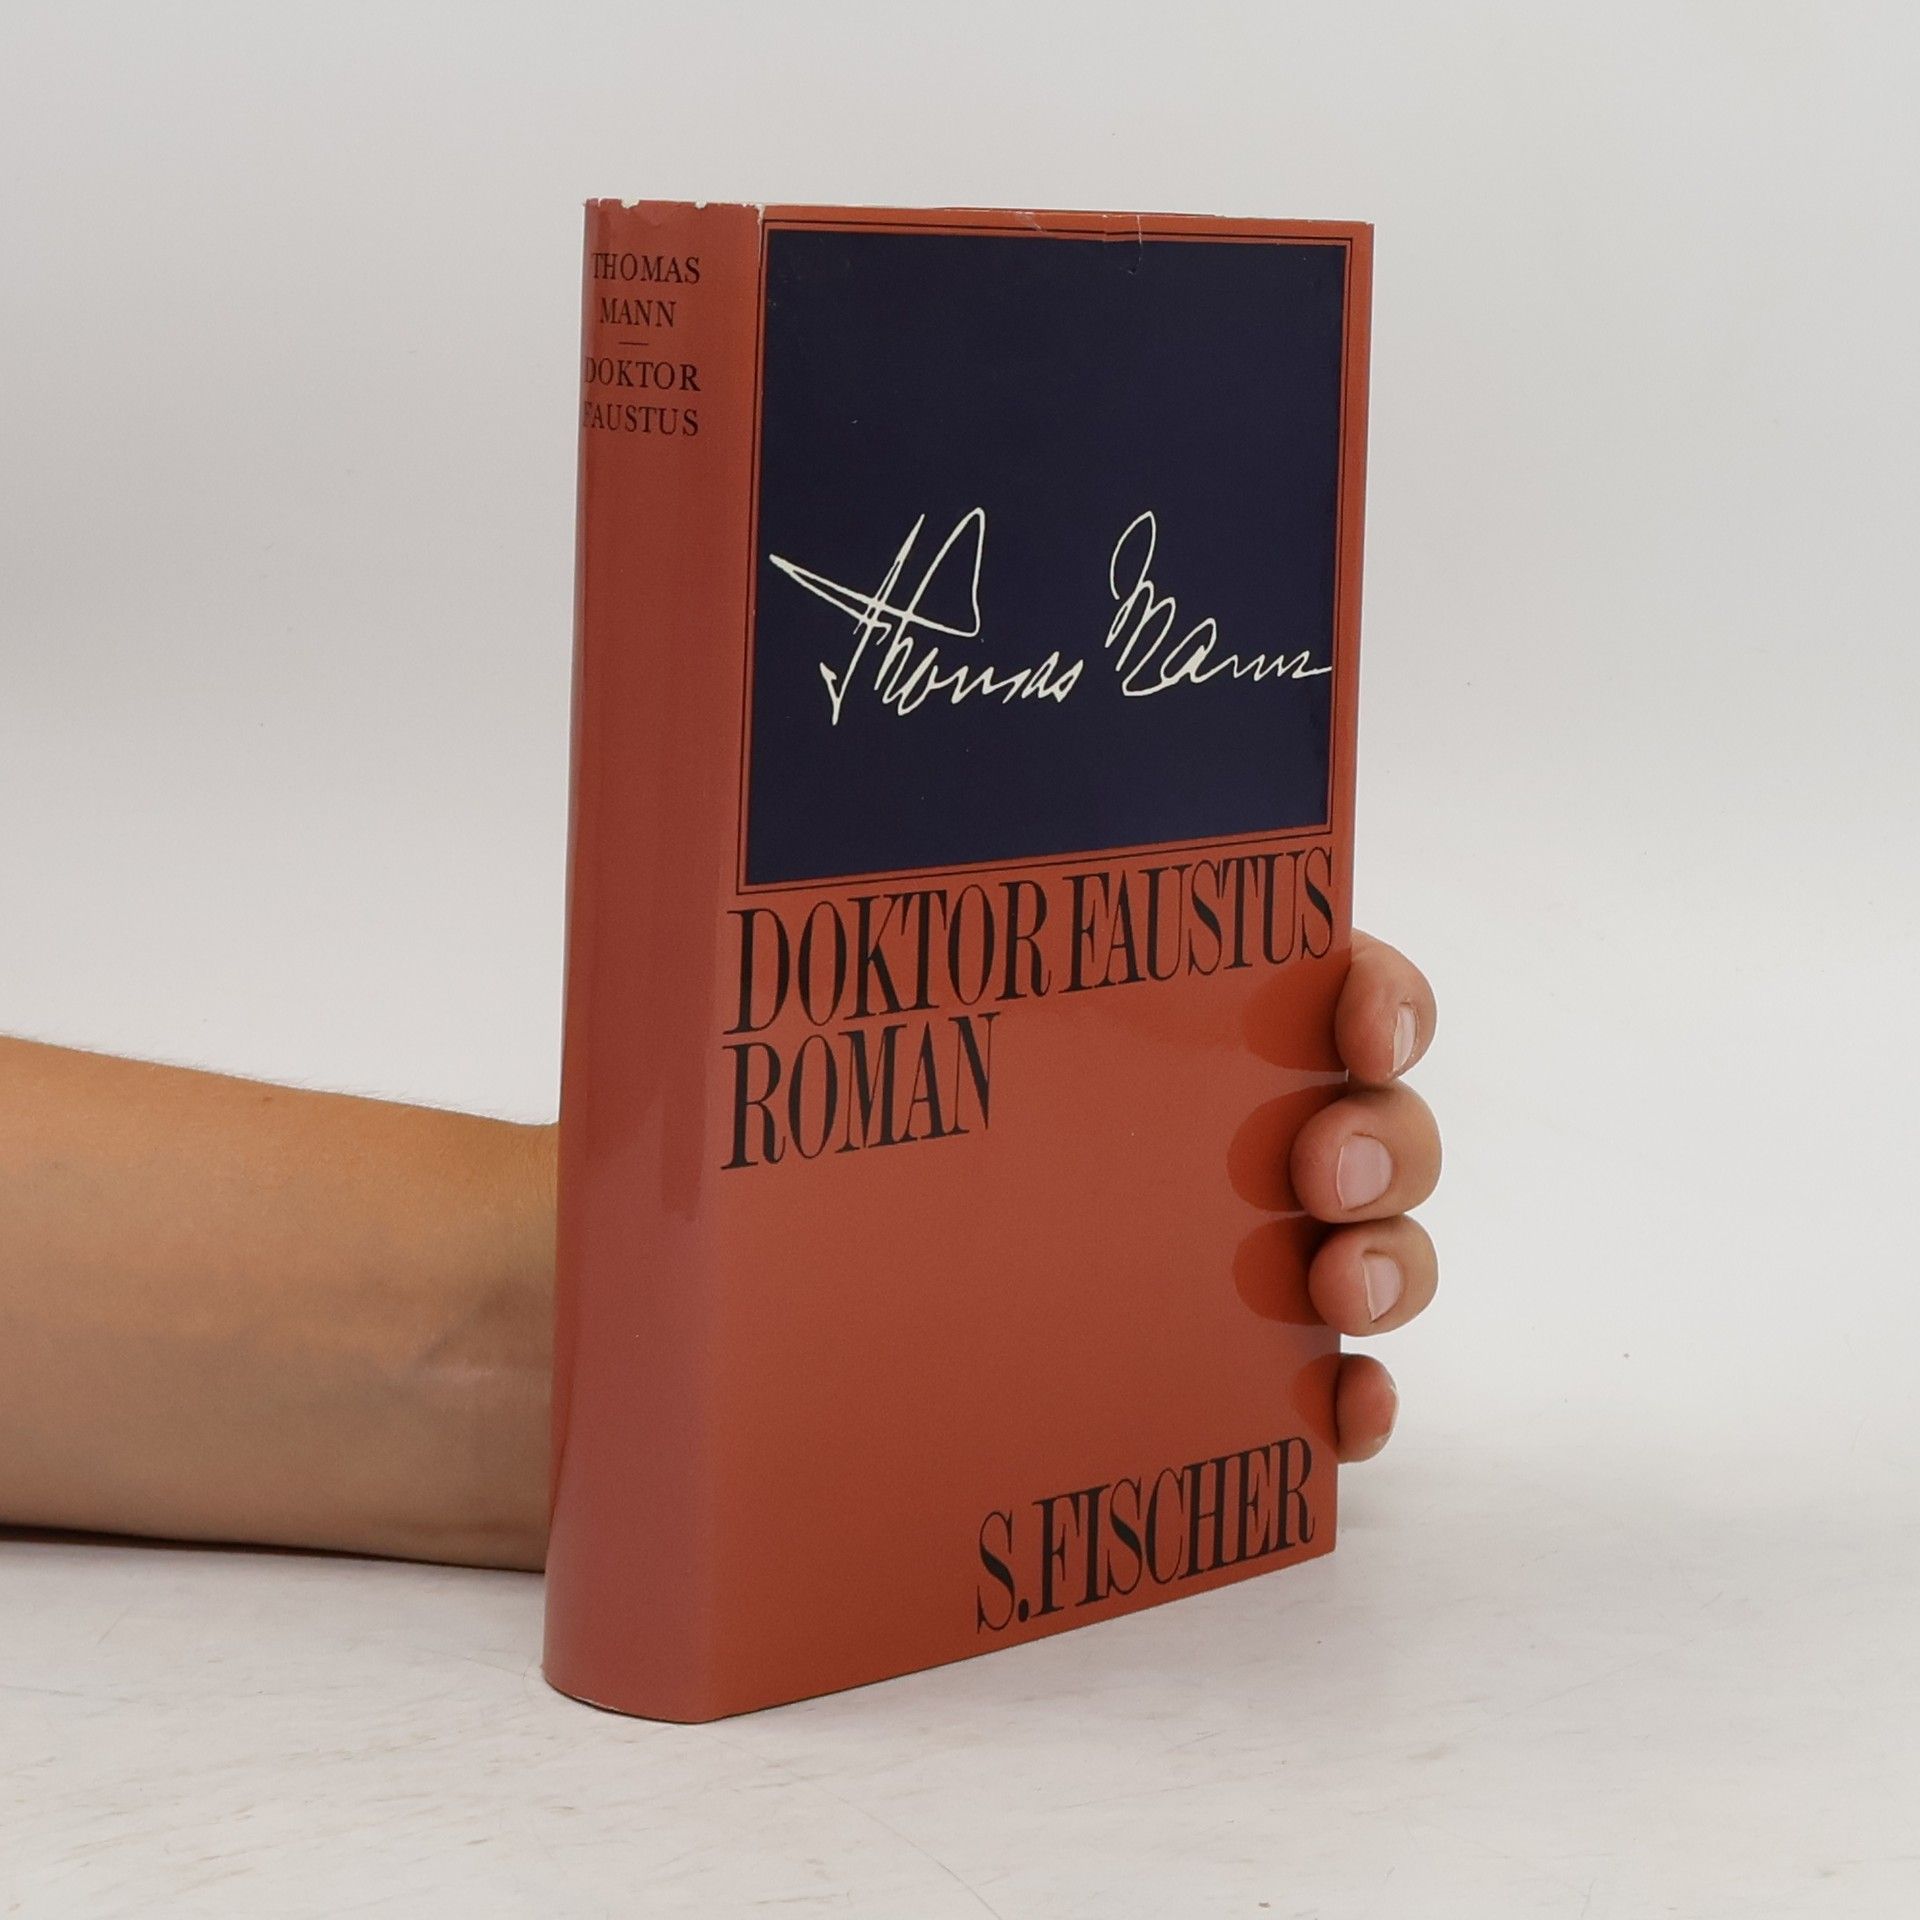 THOMAS
MANN
DOKTOR
FAUSTUS
Thomas Mann
DOKTOR FAUSTUS
ROMAN
S. FISCHER